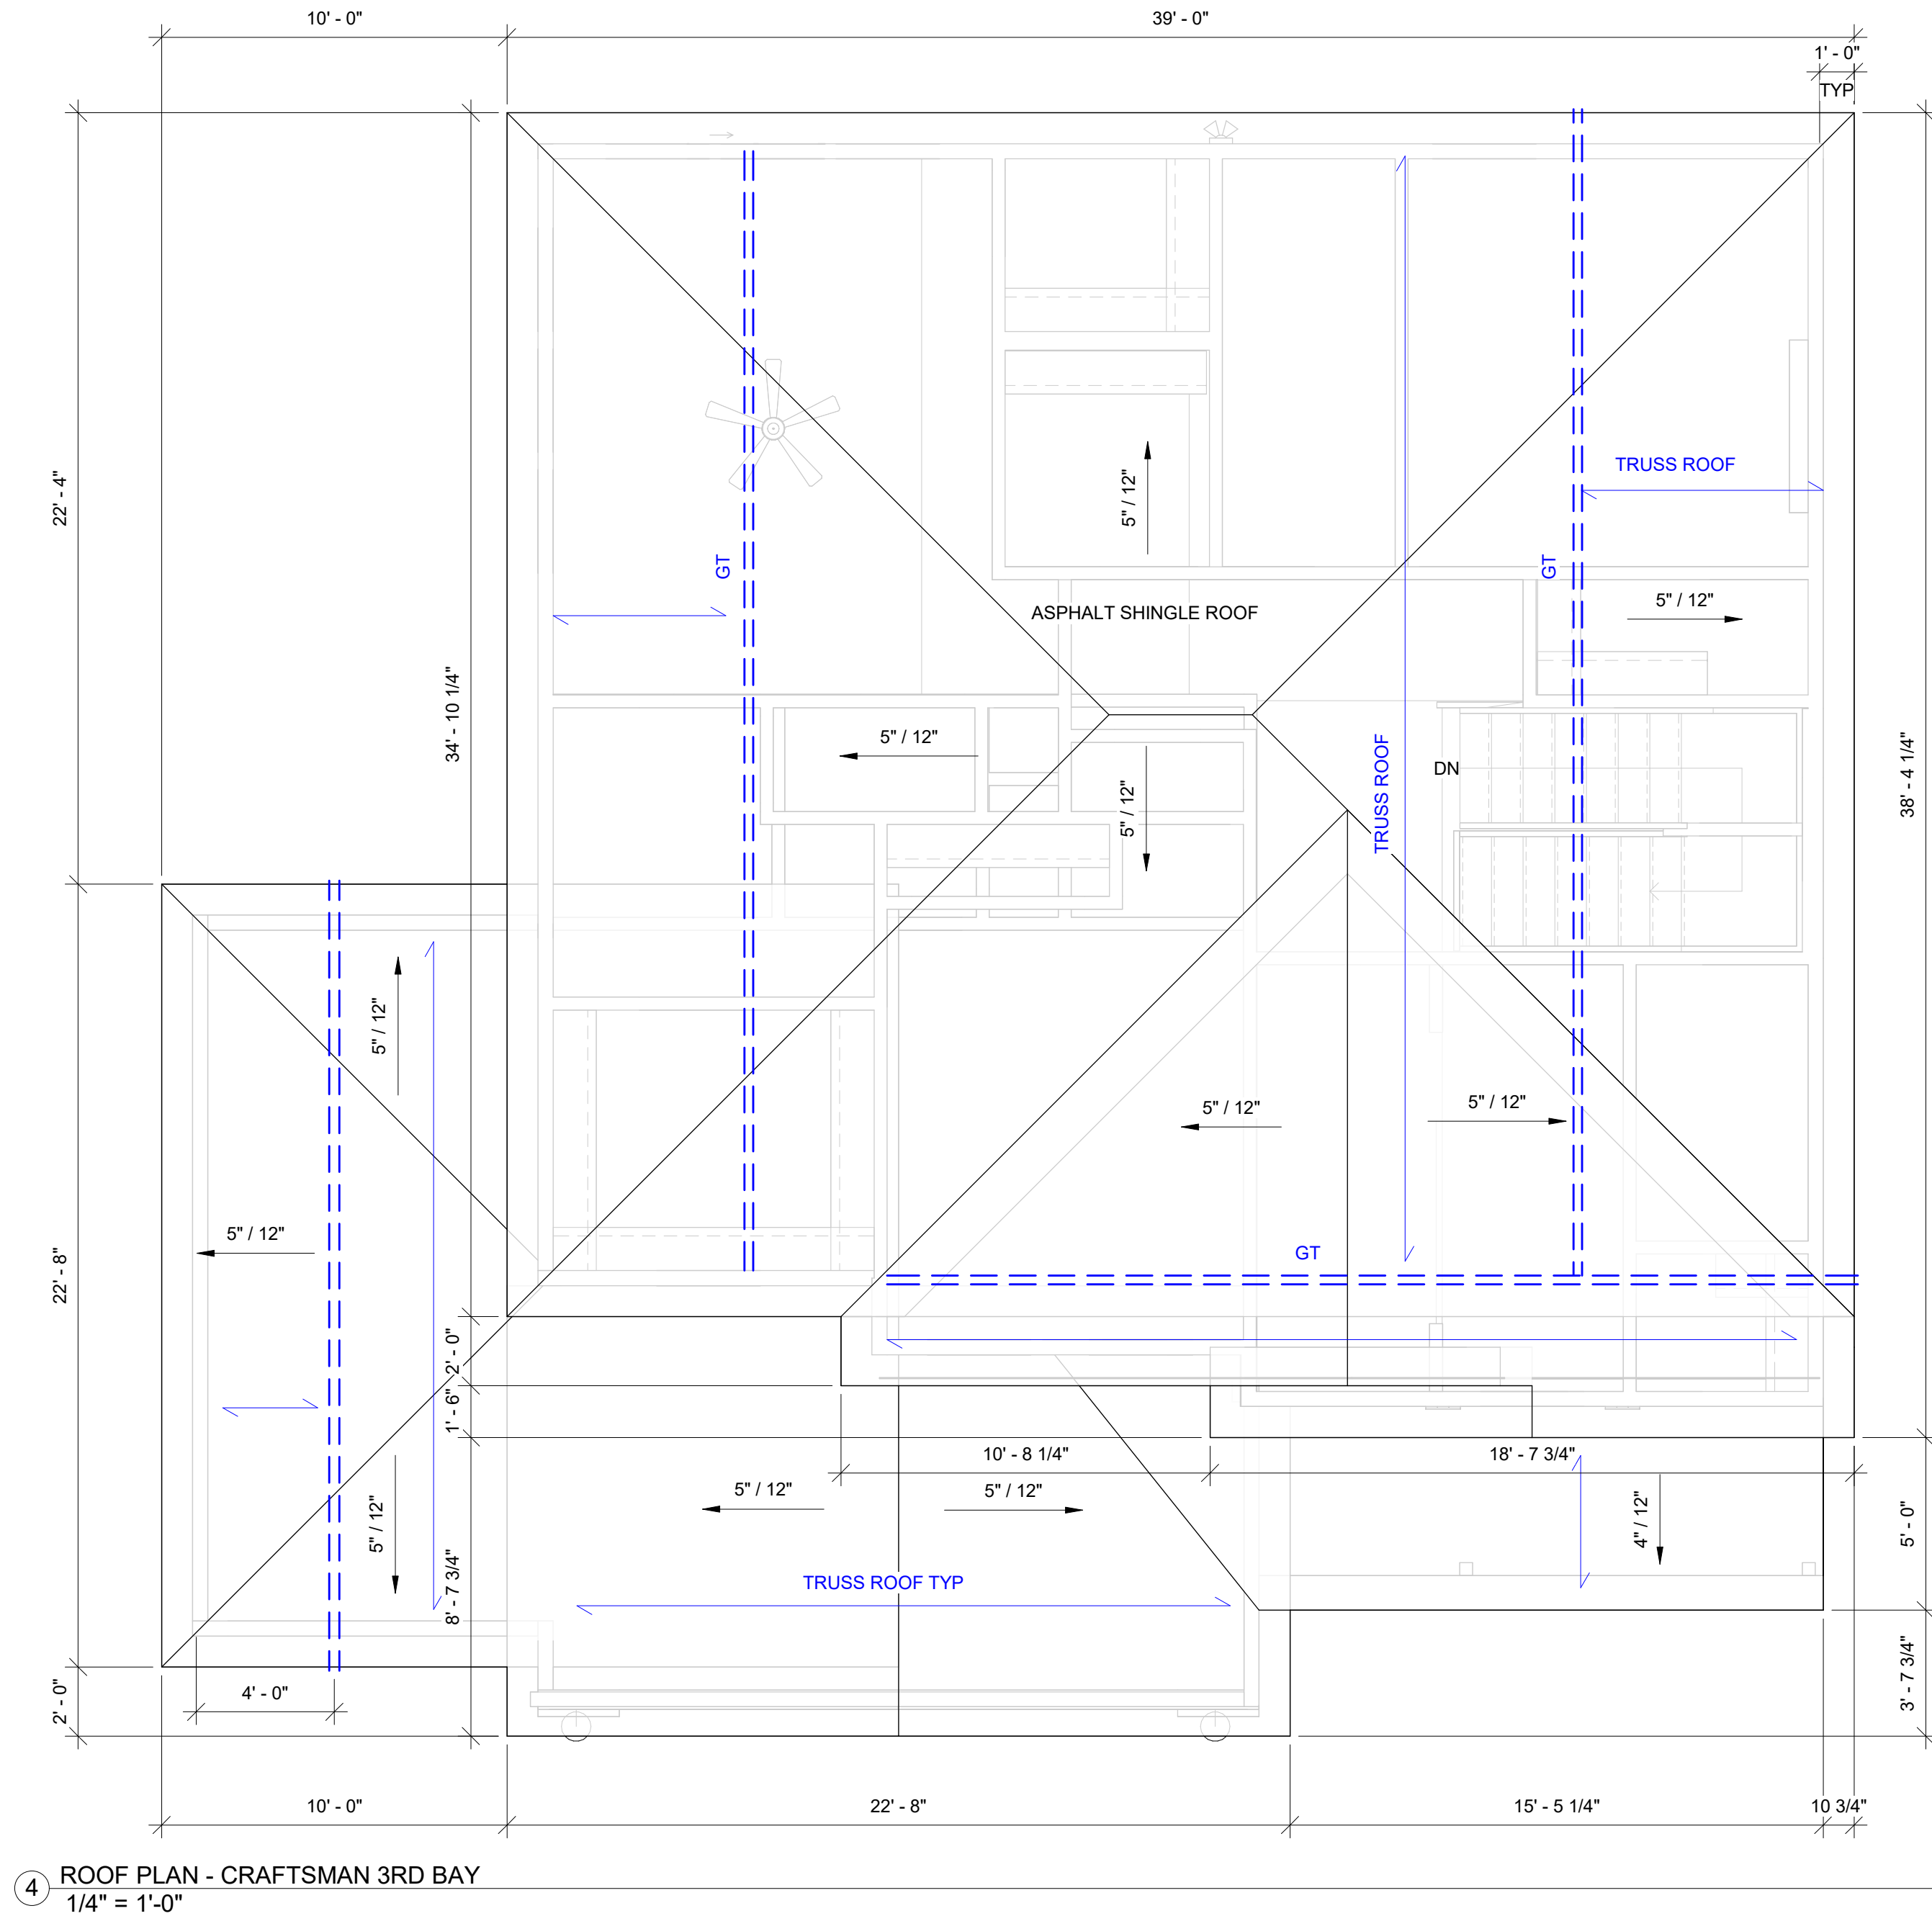 10' - 0"
39' - 0"
1' - 0"
TYP
22' - 4"
TRUSS ROOF
5" / 12"
GT
GT
5" / 12"
ASPHALT SHINGLE ROOF
34' - 10 1/4"
5" / 12"
5" / 12"
TRUSS ROOF
DN
38' - 4 1/4"
5" / 12"
5" / 12"
5" / 12"
5" / 12"
GT
22' - 8"
2' - 0"
1' - 6"
10' - 8 1/4"
18' - 7 3/4"
5" / 12"
5" / 12"
5" / 12"
4" / 12"
5' - 0"
TRUSS ROOF TYP
8' - 7 3/4"
4' - 0"
2' - 0"
3' - 7 3/4"
10' - 0"
22' - 8"
15' - 5 1/4"
10 3/4"
4 ROOF PLAN - CRAFTSMAN 3RD BAY
1/4" = 1'-0"